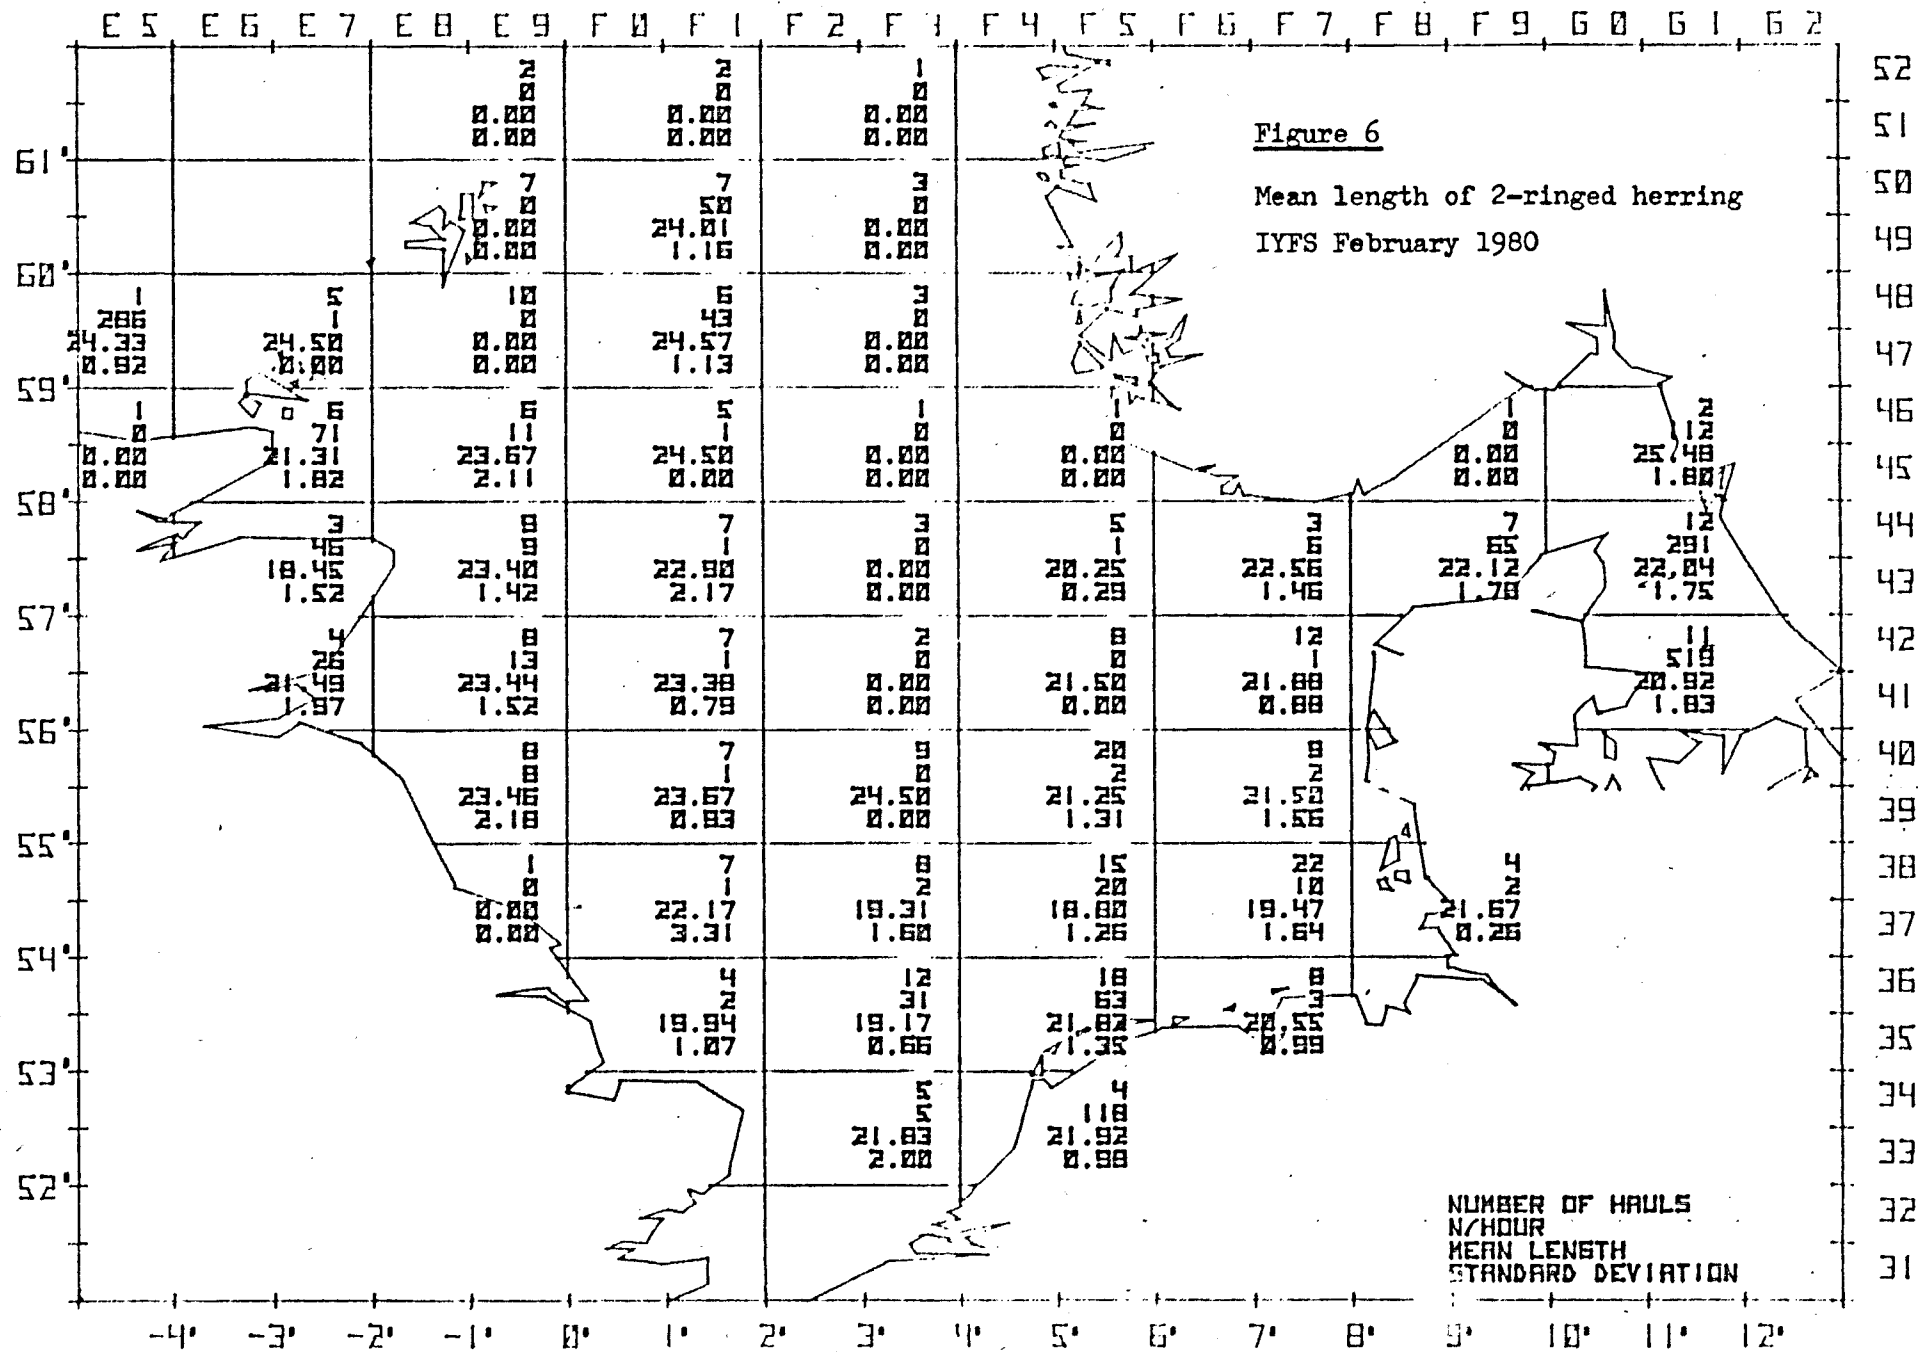 E 5 E 6 E 7 E 8 E 9 F 0 F 1 F 2 F 3 F 4 F 5 F 6 F 7 F 8 F 9 G 0 G 1 G 2
2 2 1 52
0 0 0
0.00 0.00 0.00 51
0.00 0.00 0.00
Figure 6
61°
7 7 3 50
0 50 0
Mean length of 2-ringed herring
0.00 24.01 0.00 49
0.00 1.16 0.00
IYFS February 1980
60°
1 5 10 6 3 48
286 1 0 43 0
24.33 24.50 0.00 24.57 0.00 47
0.92 0.00 0.00 1.13 0.00
59°
1 6 6 5 1 1 1 2 46
0 71 11 1 0 0 0 12
0.00 21.31 23.67 24.50 0.00 0.00 0.00 25.48 45
0.00 1.82 2.11 0.00 0.00 0.00 0.00 1.80
58°
3 8 7 3 5 3 7 12 44
46 9 1 0 1 6 65 291
18.45 23.40 22.90 0.00 20.25 22.56 22.12 22.04 43
1.52 1.42 2.17 0.00 0.29 1.46 1.78 1.75
57°
4 8 7 2 8 12 11 42
26 13 1 0 0 1 519
21.49 23.44 23.38 0.00 21.50 21.88 20.92 41
1.97 1.52 0.79 0.00 0.00 0.88 1.83
56°
8 7 9 20 8 40
8 1 0 2 2
23.46 23.67 24.50 21.25 21.50 39
2.18 0.83 0.00 1.31 1.56
55°
1 7 8 15 22 4 38
0 1 2 20 10 2
0.00 22.17 19.31 18.80 19.47 21.67 37
0.00 3.31 1.60 1.26 1.64 0.26
54°
4 12 18 8 36
2 31 63 3
19.94 19.17 21.82 20.55 35
1.07 0.66 1.35 0.99
53°
5 4 34
5 118
21.83 21.92 33
2.00 0.98
52°
NUMBER OF HAULS 32
N/HOUR
MEAN LENGTH
STANDARD DEVIATION 31
-4° -3° -2° -1° 0° 1° 2° 3° 4° 5° 6° 7° 8° 9° 10° 11° 12°